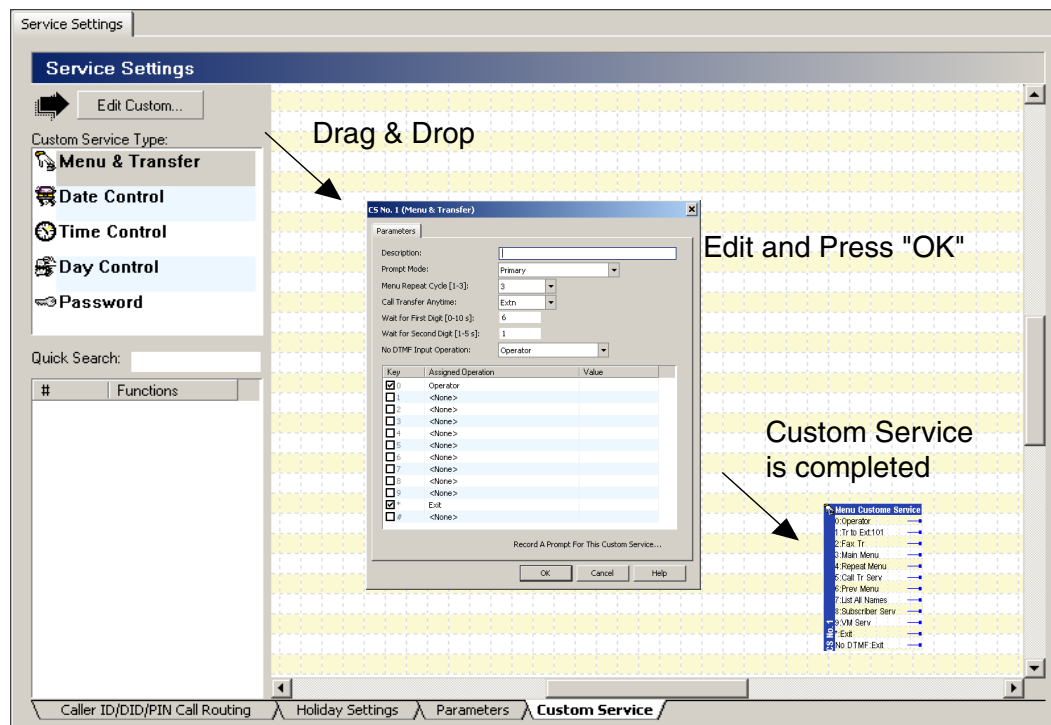 Service Settings
Service Settings
Edit Custom...
Custom Service Type:
Menu & Transfer
Date Control
Time Control
Day Control
Password
Quick Search:
# Functions
Drag & Drop
CS No. 1 (Menu & Transfer)
Parameters
Description:
Prompt Mode: Primary
Menu Repeat Cycle [1-3]: 3
Call Transfer Anytime: Extn
Wait for First Digit [0-10 s]: 6
Wait for Second Digit [1-5 s]: 1
No DTMF Input Operation: Operator
Key Assigned Operation Value
0 Operator
1 <None>
2 <None>
3 <None>
4 <None>
5 <None>
6 <None>
7 <None>
8 <None>
9 <None>
* Exit
# <None>
Record A Prompt For This Custom Service...
OK Cancel Help
Edit and Press "OK"
Custom Service
is completed
Menu Custome Service
0:Operator
1:Tr to Ext:101
2:Fax Tr
3:Main Menu
4:Repeat Menu
5:Call Tr Serv
6:Prev Menu
7:List All Names
8:Subscriber Serv
9:VM Serv
*:Exit
No DTMF:Exit
CS No. 1
Caller ID/DID/PIN Call Routing Holiday Settings Parameters Custom Service